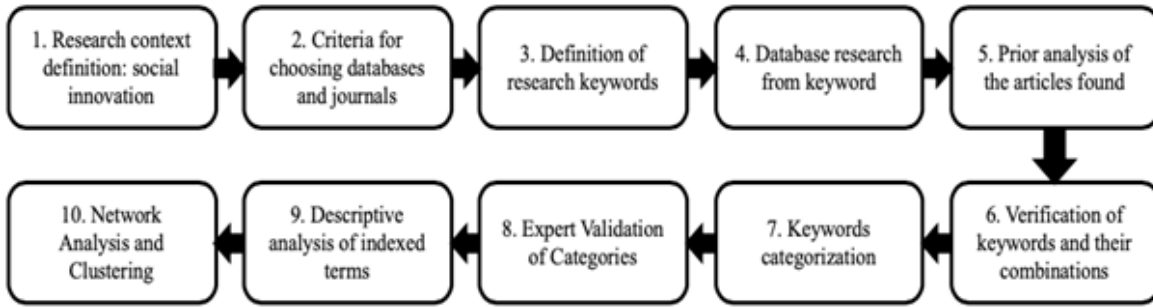 1. Research context
definition: social
innovation
2. Criteria for
choosing databases
and journals
3. Definition of
research keywords
4. Database research
from keyword
5. Prior analysis of
the articles found
6. Verification of
keywords and their
combinations
7. Keywords
categorization
8. Expert Validation
of Categories
9. Descriptive
analysis of indexed
terms
10. Network
Analysis and
Clustering